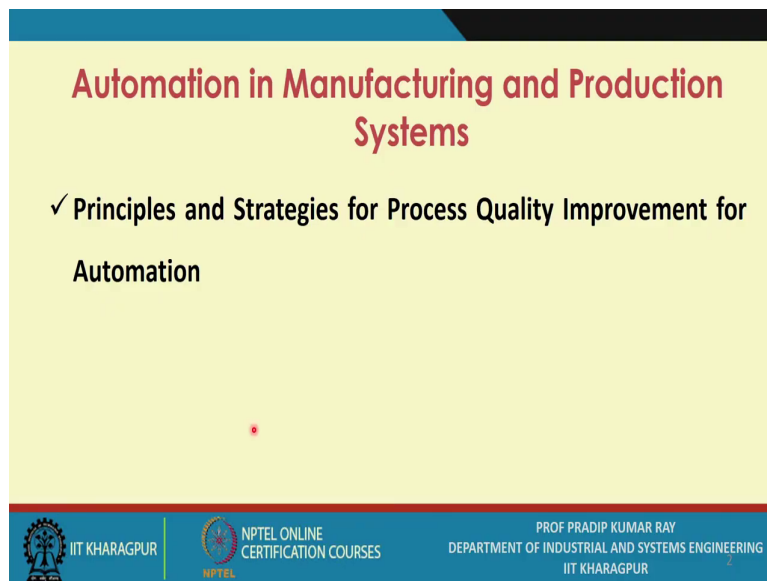 Automation in Manufacturing and Production
Systems
✓ Principles and Strategies for Process Quality Improvement for
Automation
IIT KHARAGPUR
NPTEL
NPTEL ONLINE
CERTIFICATION COURSES
PROF PRADIP KUMAR RAY
DEPARTMENT OF INDUSTRIAL AND SYSTEMS ENGINEERING
IIT KHARAGPUR
2